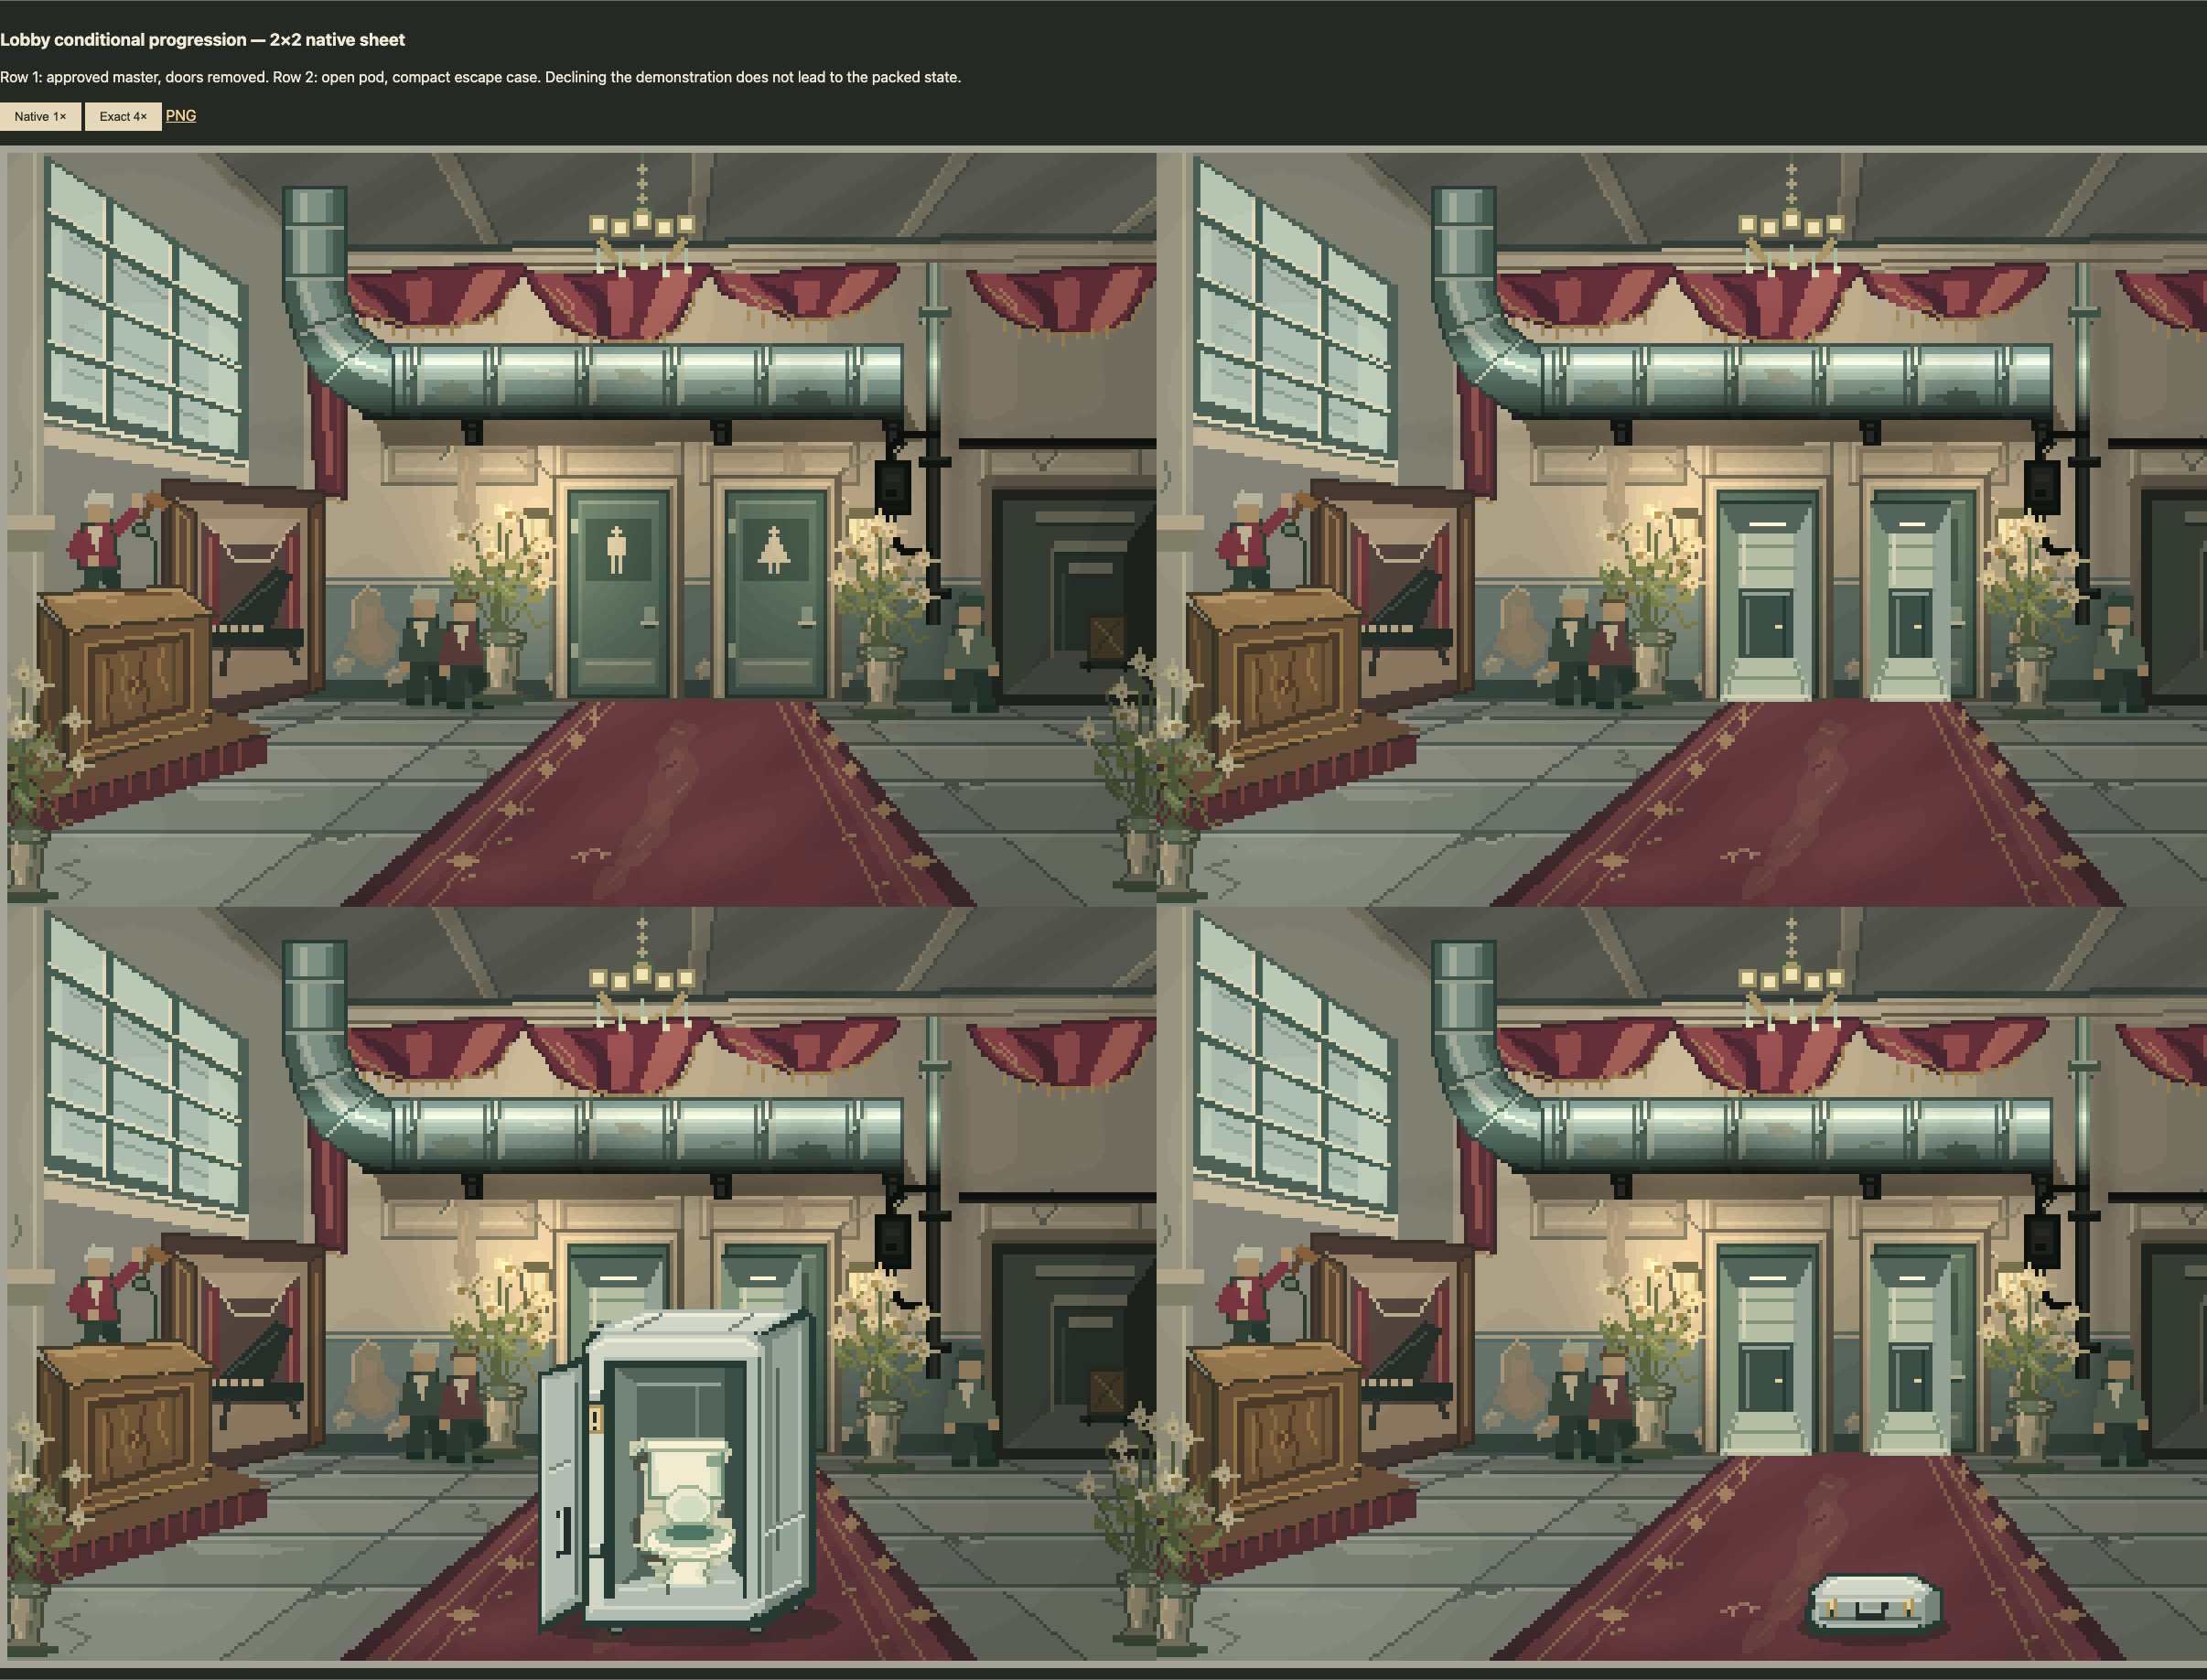 Lobby conditional progression — 2×2 native sheet
Row 1: approved master, doors removed. Row 2: open pod, compact escape case. Declining the demonstration does not lead to the packed state.
Native 1× Exact 4× PNG